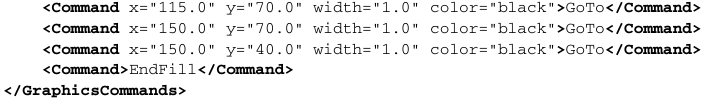 <Command x="115.0" y="70.0" width="1.0" color="black">GoTo</Command>
<Command x="150.0" y="70.0" width="1.0" color="black">GoTo</Command>
<Command x="150.0" y="40.0" width="1.0" color="black">GoTo</Command>
<Command>EndFill</Command>
</GraphicsCommands>